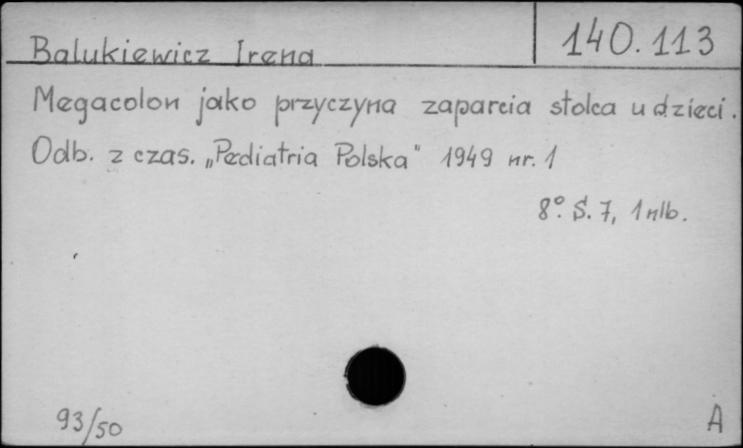 Balukiewicz Irena
140.113
Megacolon jako przyczyna zaparcia stolca u dzieci.
Odb. z czas. „Pediatria Polska" 1949 nr. 1
8°. S. 7, 1 nlb.
93/50
A